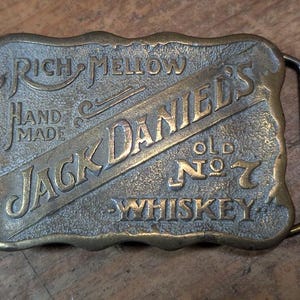 RICH MELLOW
HAND
MADE
JACK DANIEL'S
OLD
No 7
WHISKEY